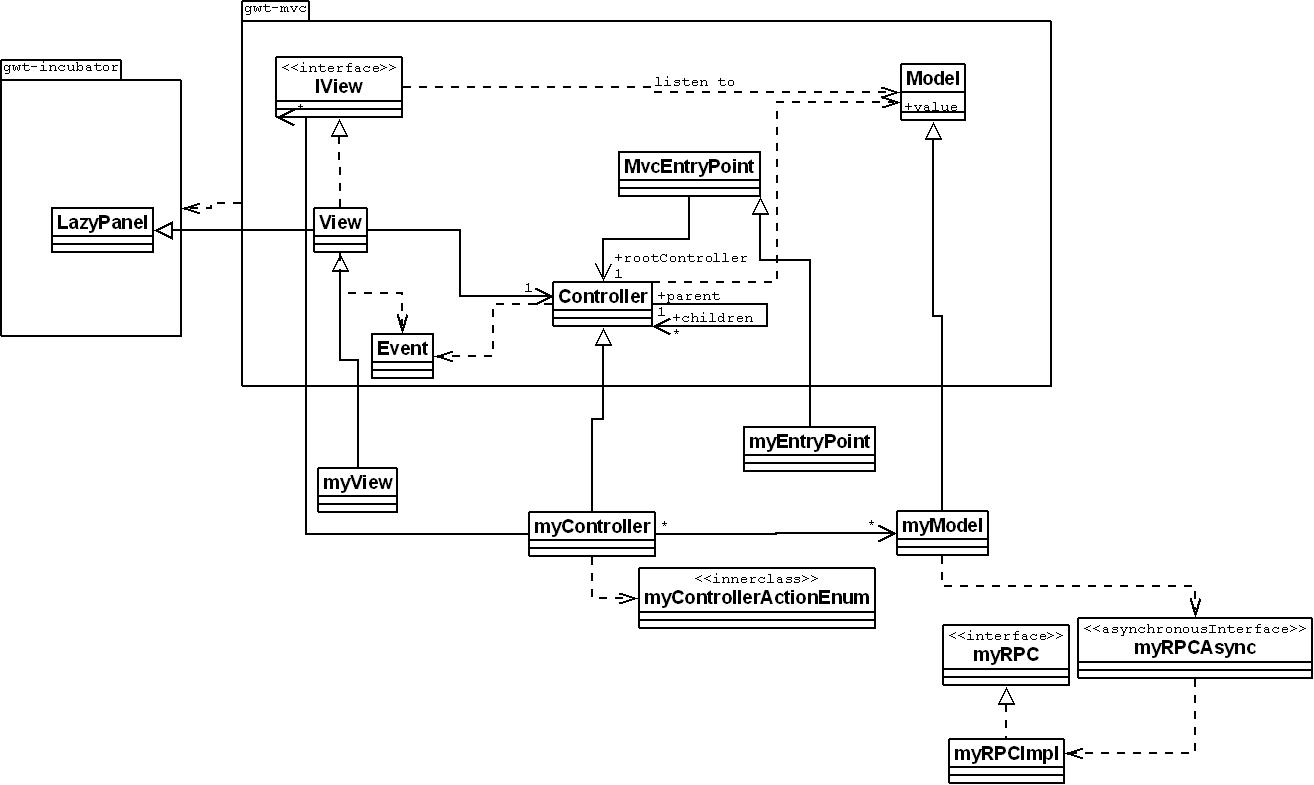 gwt-mvc
gwt-incubator
<<interface>>
IView
*
listen to
Model
+value
MvcEntryPoint
LazyPanel
View
+rootController
1
1
Controller
+parent
1
+children
*
Event
myEntryPoint
myView
myController
*
*
myModel
<<innerclass>>
myControllerActionEnum
<<interface>>
myRPC
<<asynchronousInterface>>
myRPCAsync
myRPCImpl